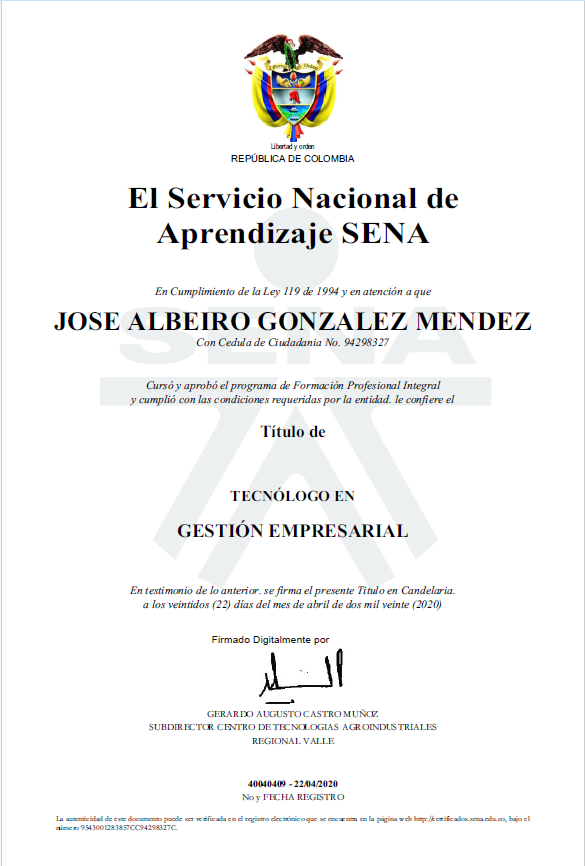 Libertad y Orden
Libertad y orden
REPÚBLICA DE COLOMBIA
El Servicio Nacional de
Aprendizaje SENA
En Cumplimiento de la Ley 119 de 1994 y en atención a que
JOSE ALBEIRO GONZALEZ MENDEZ
Con Cedula de Ciudadania No. 94298327
SENA
Cursó y aprobó el programa de Formación Profesional Integral
y cumplió con las condiciones requeridas por la entidad. le confiere el
Título de
TECNÓLOGO EN
GESTIÓN EMPRESARIAL
En testimonio de lo anterior. se firma el presente Titulo en Candelaria.
a los veintidos (22) días del mes de abril de dos mil veinte (2020)
Firmado Digitalmente por
GERARDO AUGUSTO CASTRO MUÑOZ
SUBDIRECTOR CENTRO DE TECNOLOGIAS AGROINDUSTRIALES
REGIONAL VALLE
40040409 - 22/04/2020
No y FECHA REGISTRO
La autenticidad de este documento puede ser verificada en el registro electrónico que se encuentra en la página web http://certificados.sena.edu.co, bajo el
número 9543001283857CC94298327C.